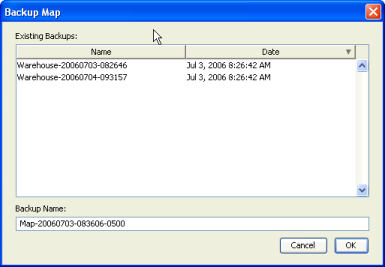 Backup Map
Existing Backups:
Name Date
Warehouse-20060703-082646 Jul 3, 2006 8:26:42 AM
Warehouse-20060704-093157 Jul 3, 2006 8:26:42 AM
Backup Name:
Map-20060703-083606-0500
Cancel OK